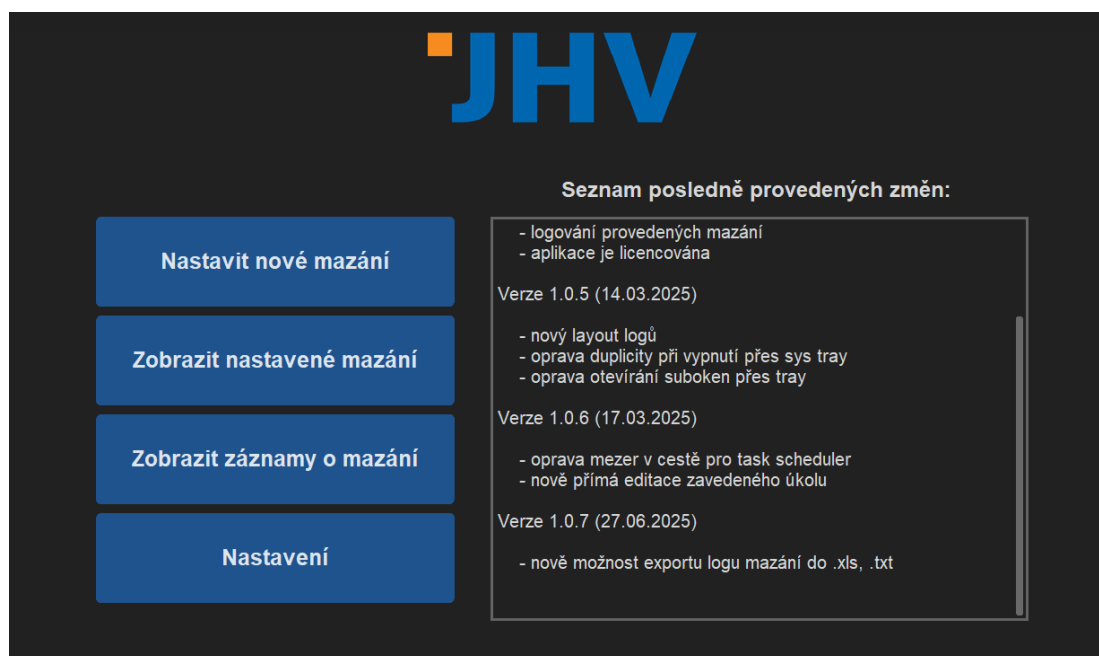 JHV
Seznam posledně provedených změn:
Nastavit nové mazání
Zobrazit nastavené mazání
Zobrazit záznamy o mazání
Nastavení
- logování provedených mazání
- aplikace je licencována
Verze 1.0.5 (14.03.2025)
- nový layout logů
- oprava duplicity při vypnutí přes sys tray
- oprava otevírání suboken přes tray
Verze 1.0.6 (17.03.2025)
- oprava mezer v cestě pro task scheduler
- nově přímá editace zavedeného úkolu
Verze 1.0.7 (27.06.2025)
- nově možnost exportu logu mazání do .xls, .txt